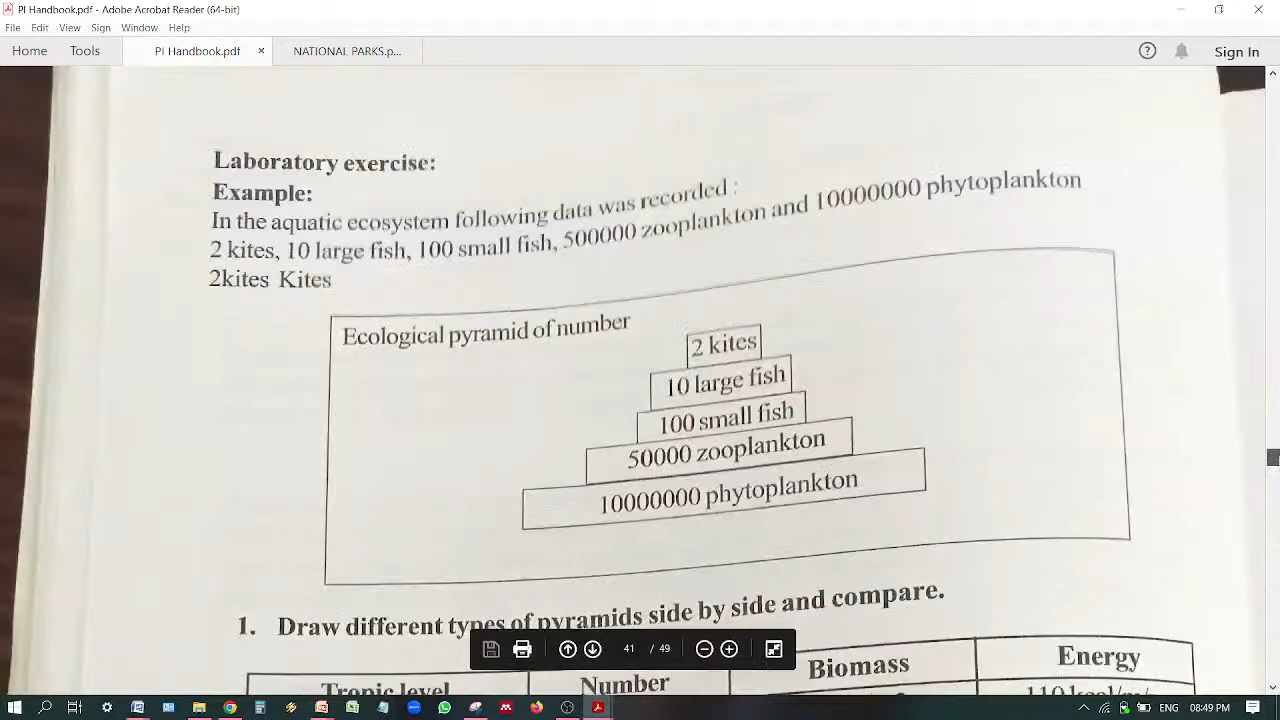 PI Handbook.pdf - Adobe Acrobat Reader (64-bit)
File Edit View Sign Window Help
Home Tools PI Handbook.pdf × NATIONAL PARKS.p... Sign In
Laboratory exercise:
Example:
In the aquatic ecosystem following data was recorded :
2 kites, 10 large fish, 100 small fish, 500000 zooplankton and 10000000 phytoplankton
2kites Kites
Ecological pyramid of number
2 kites
10 large fish
100 small fish
50000 zooplankton
10000000 phytoplankton
1. Draw different types of pyramids side by side and compare.
41 / 49
Tropic level Number Biomass Energy
ENG 08:49 PM